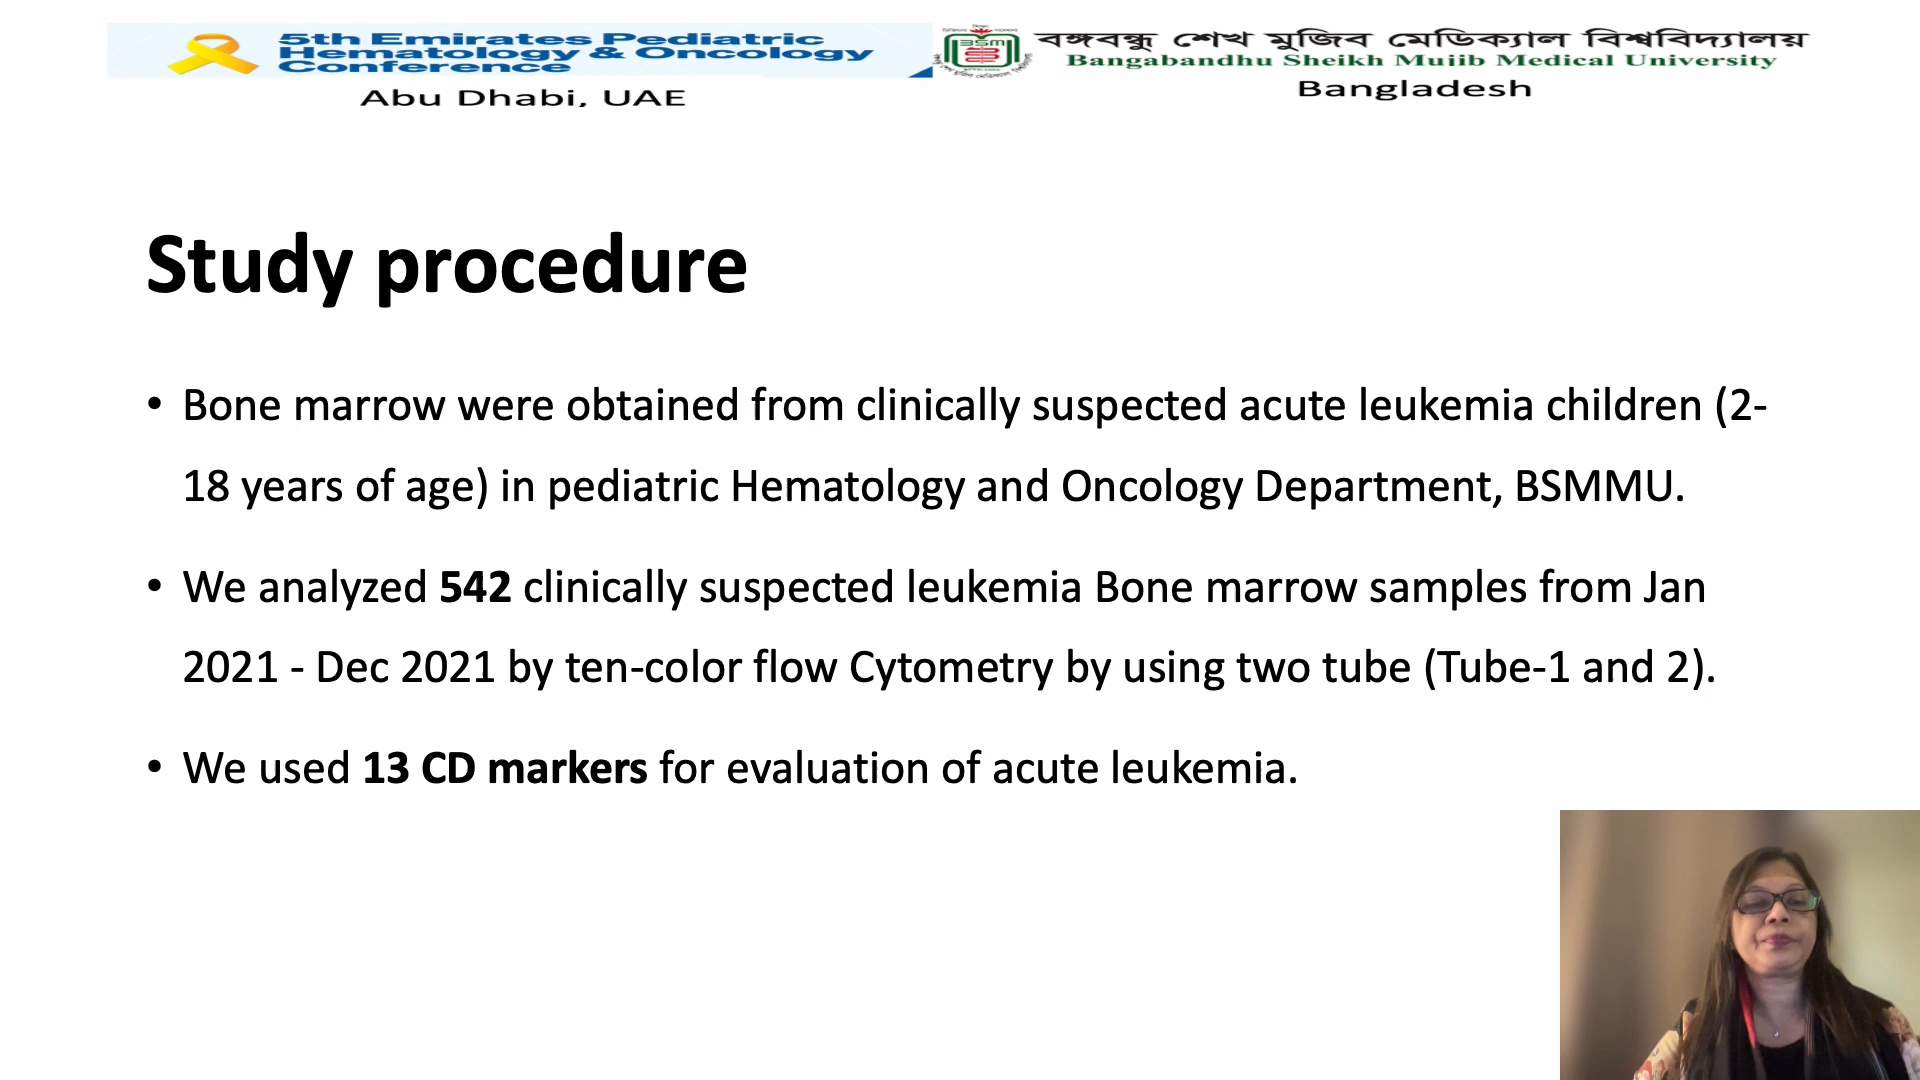 5th Emirates Pediatric
Hematology & Oncology
Conference
Abu Dhabi, UAE
BSM
বঙ্গবন্ধু শেখ মুজিব মেডিক্যাল বিশ্ববিদ্যালয়
Bangabandhu Sheikh Mujib Medical University
Bangladesh
Study procedure
• Bone marrow were obtained from clinically suspected acute leukemia children (2-
18 years of age) in pediatric Hematology and Oncology Department, BSMMU.
• We analyzed 542 clinically suspected leukemia Bone marrow samples from Jan
2021 - Dec 2021 by ten-color flow Cytometry by using two tube (Tube-1 and 2).
• We used 13 CD markers for evaluation of acute leukemia.